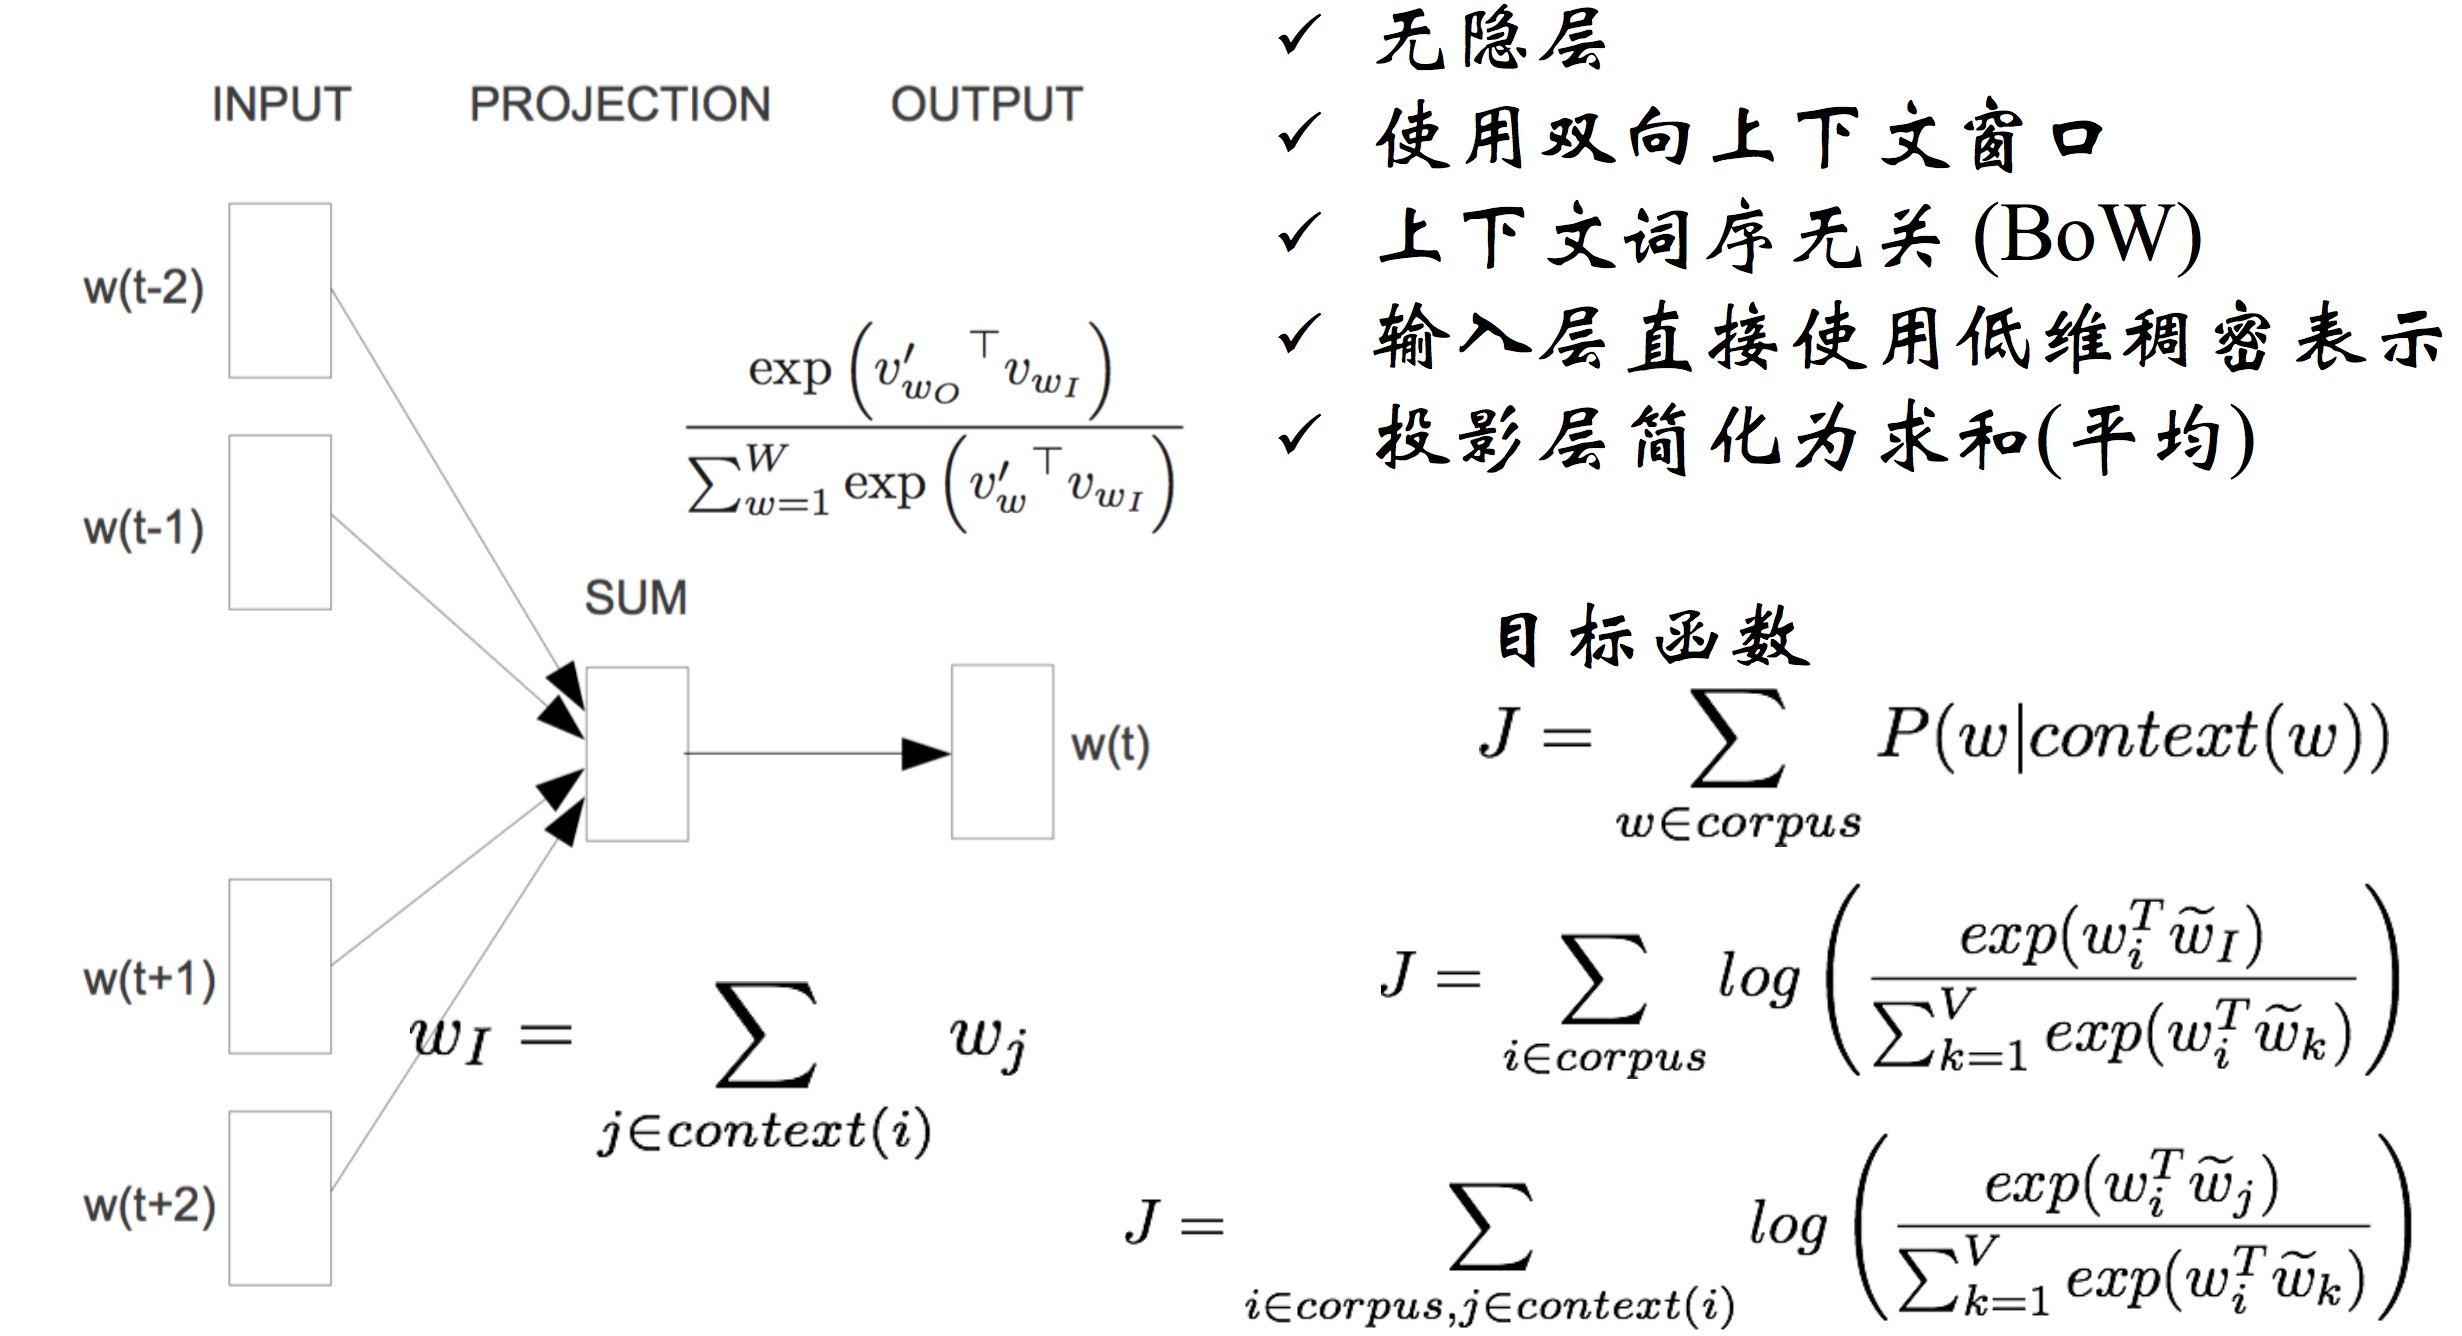 INPUT PROJECTION OUTPUT
w(t-2)
w(t-1)
w(t+1)
w(t+2)
SUM
w(t)
\frac{\exp\left({v'_{w_O}}^\top v_{w_I}\right)}{\sum_{w=1}^{W} \exp\left({v'_w}^\top v_{w_I}\right)}
w_I = \sum_{j∈context(i)} w_j
✓ 无隐层
✓ 使用双向上下文窗口
✓ 上下文词序无关 (BoW)
✓ 输入层直接使用低维稠密表示
✓ 投影层简化为求和(平均)
目标函数
J = \sum_{w∈corpus} P(w|context(w))
J = \sum_{i∈corpus} log\left(\frac{exp(w_i^T \widetilde{w}_I)}{\sum_{k=1}^{V} exp(w_i^T \widetilde{w}_k)}\right)
J = \sum_{i∈corpus,j∈context(i)} log\left(\frac{exp(w_i^T \widetilde{w}_j)}{\sum_{k=1}^{V} exp(w_i^T \widetilde{w}_k)}\right)